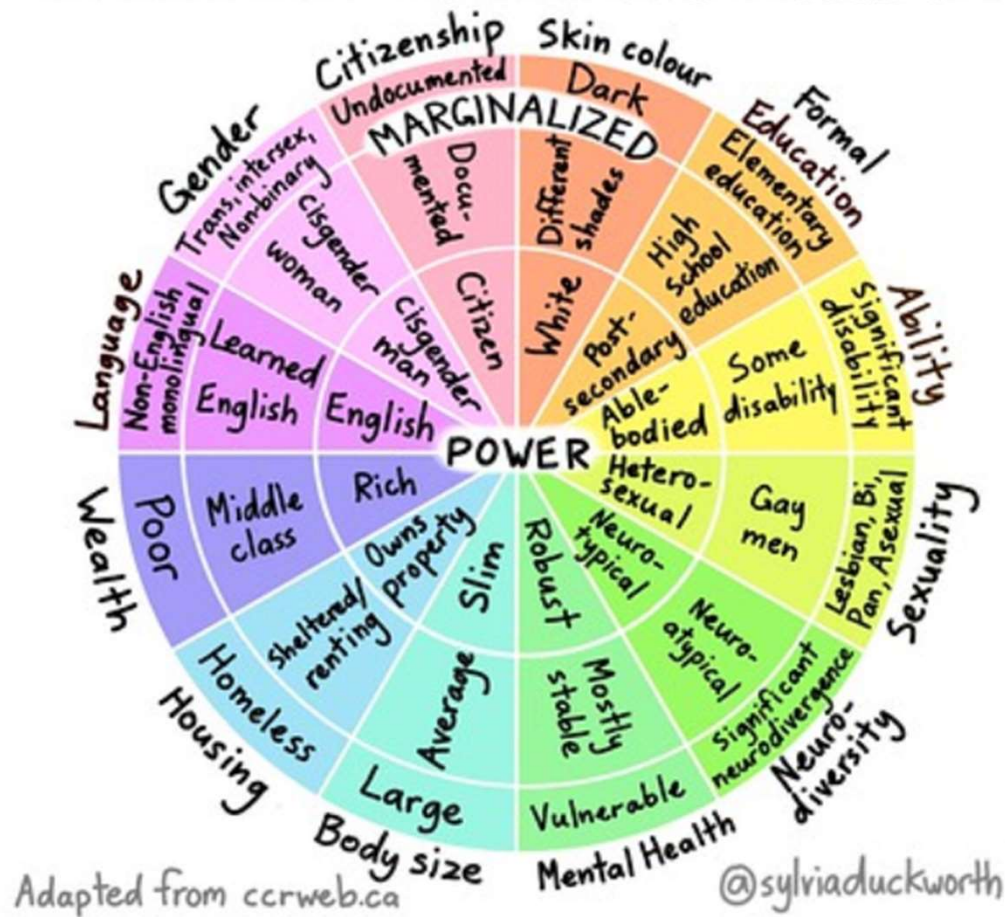 Citizenship
Undocumented
Docu-
mented
Citizen
Skin colour
Dark
Different
shades
White
Formal
Education
Elementary
education
High
school
education
Post-
secondary
Ability
Significant
disability
Some
disability
Able-
bodied
Sexuality
Lesbian, Bi,
Pan, Asexual
Gay
men
Hetero-
sexual
Neuro-
diversity
Significant
neurodivergence
Neuro-
atypical
Neuro-
typical
Mental Health
Vulnerable
Mostly
stable
Robust
Body size
Large
Average
Slim
Housing
Homeless
Sheltered/
renting
Owns
property
Wealth
Poor
Middle
class
Rich
Language
Non-English
monolingual
Learned
English
English
Gender
Trans, intersex,
Non-binary
cisgender
woman
cisgender
man
MARGINALIZED
POWER
Adapted from ccrweb.ca
@sylviaduckworth